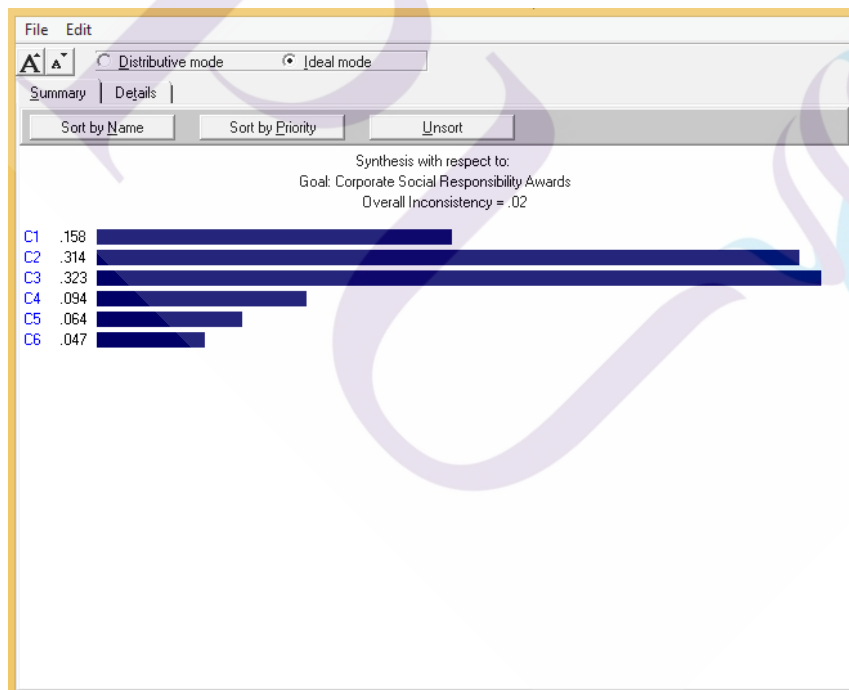 File Edit
A A Distributive mode Ideal mode
Summary Details
Sort by Name Sort by Priority Unsort
Synthesis with respect to:
Goal: Corporate Social Responsibility Awards
Overall Inconsistency = .02
C1 .158
C2 .314
C3 .323
C4 .094
C5 .064
C6 .047